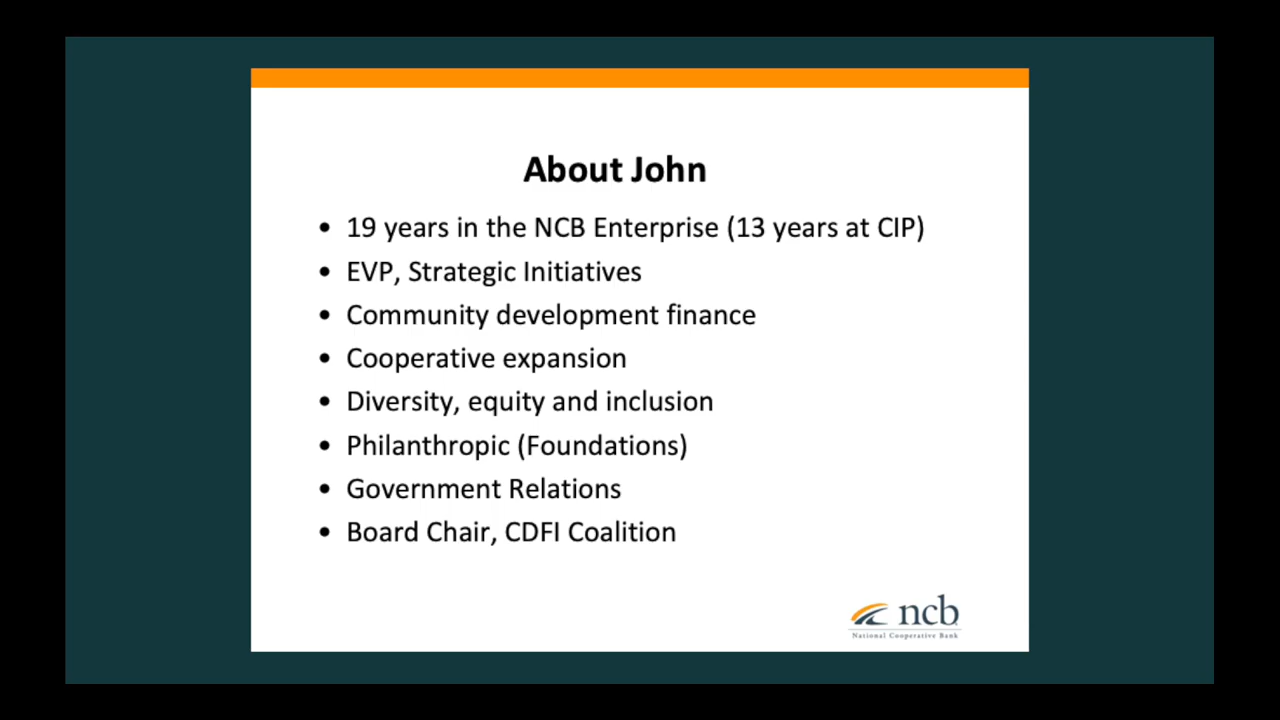 About John
• 19 years in the NCB Enterprise (13 years at CIP)
• EVP, Strategic Initiatives
• Community development finance
• Cooperative expansion
• Diversity, equity and inclusion
• Philanthropic (Foundations)
• Government Relations
• Board Chair, CDFI Coalition
ncb
National Cooperative Bank